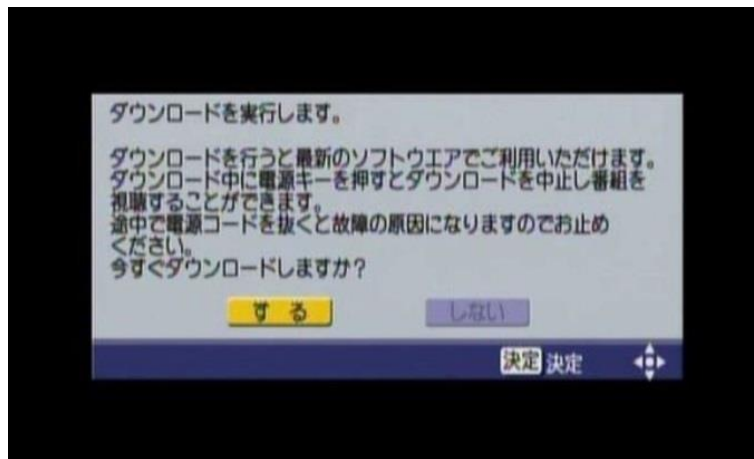 ダウンロードを実行します。
ダウンロードを行うと最新のソフトウエアでご利用いただけます。
ダウンロード中に電源キーを押すとダウンロードを中止し番組を
視聴することができます。
途中で電源コードを抜くと故障の原因になりますのでお止め
ください。
今すぐダウンロードしますか？
する しない
決定 決定